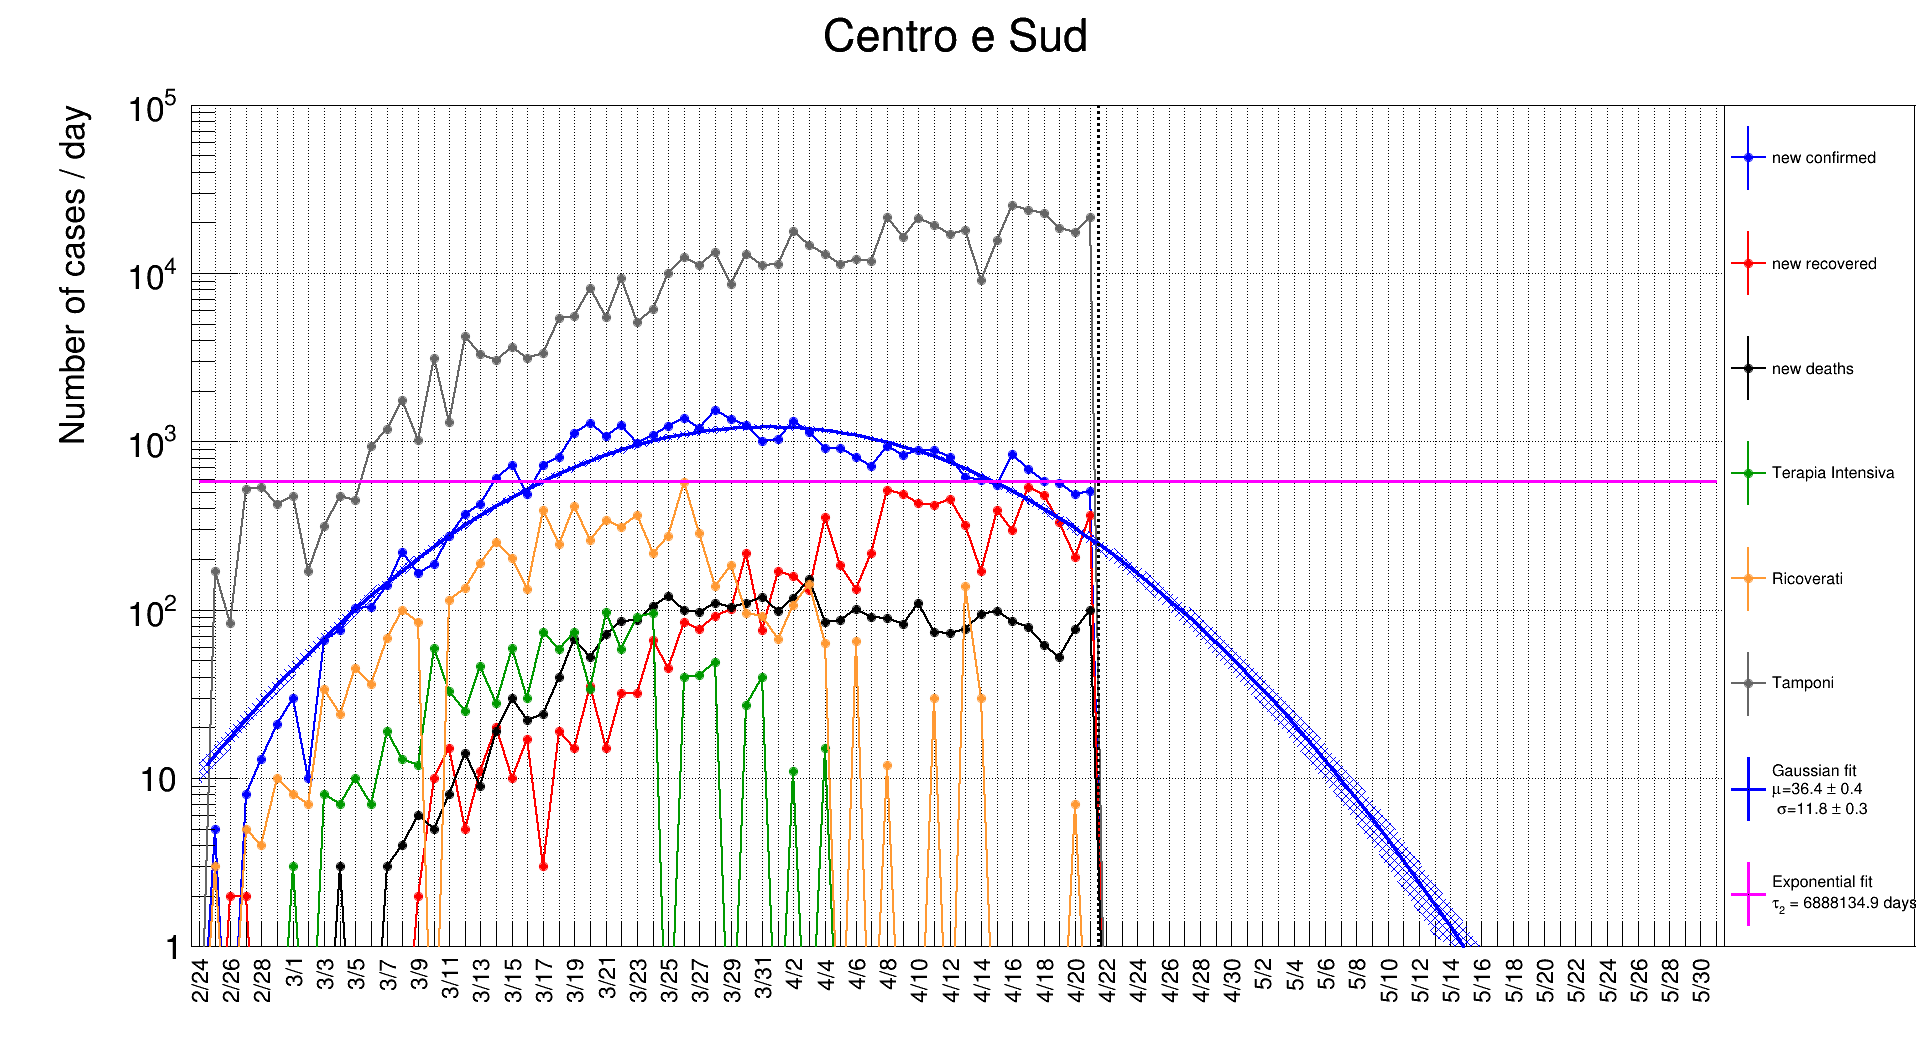 Centro e Sud
Number of cases / day
10^5
10^4
10^3
10^2
10
1
2/24 2/26 2/28 3/1 3/3 3/5 3/7 3/9 3/11 3/13 3/15 3/17 3/19 3/21 3/23 3/25 3/27 3/29 3/31 4/2 4/4 4/6 4/8 4/10 4/12 4/14 4/16 4/18 4/20 4/22 4/24 4/26 4/28 4/30 5/2 5/4 5/6 5/8 5/10 5/12 5/14 5/16 5/18 5/20 5/22 5/24 5/26 5/28 5/30
new confirmed
new recovered
new deaths
Terapia Intensiva
Ricoverati
Tamponi
Gaussian fit
μ=36.4 ± 0.4
σ=11.8 ± 0.3
Exponential fit
τ₂ = 6888134.9 days